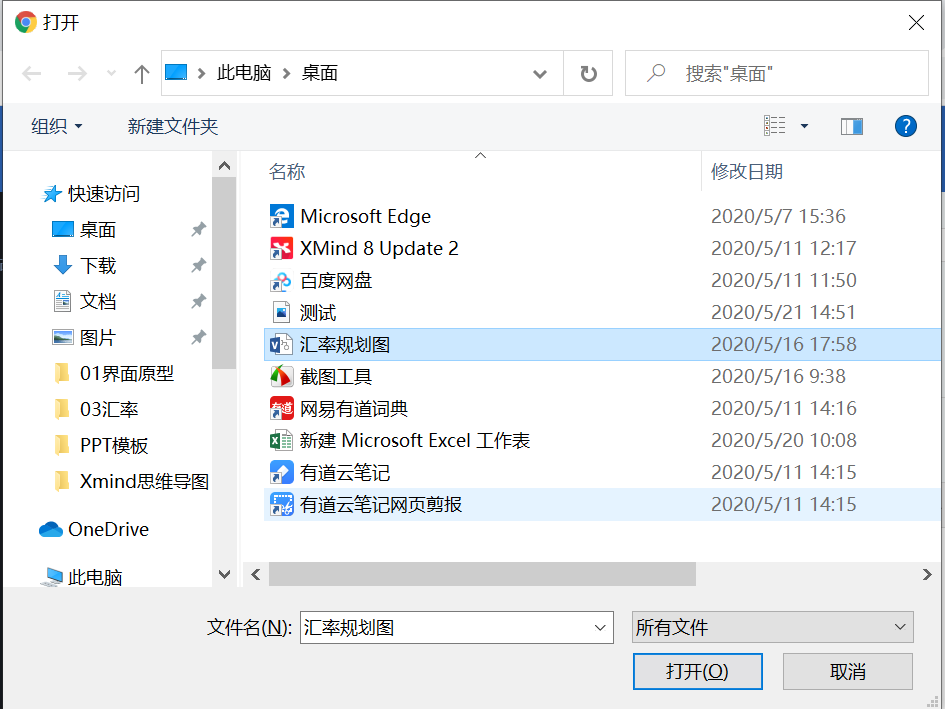 打开
此电脑 桌面 搜索"桌面"
组织 新建文件夹
名称 修改日期
快速访问
桌面
下载
文档
图片
01界面原型
03汇率
PPT模板
Xmind思维导图
OneDrive
此电脑
Microsoft Edge 2020/5/7 15:36
XMind 8 Update 2 2020/5/11 12:17
百度网盘 2020/5/11 11:50
测试 2020/5/21 14:51
汇率规划图 2020/5/16 17:58
截图工具 2020/5/16 9:38
网易有道词典 2020/5/11 14:16
新建 Microsoft Excel 工作表 2020/5/20 10:08
有道云笔记 2020/5/11 14:15
有道云笔记网页剪报 2020/5/11 14:15
文件名(N): 汇率规划图 所有文件
打开(O) 取消